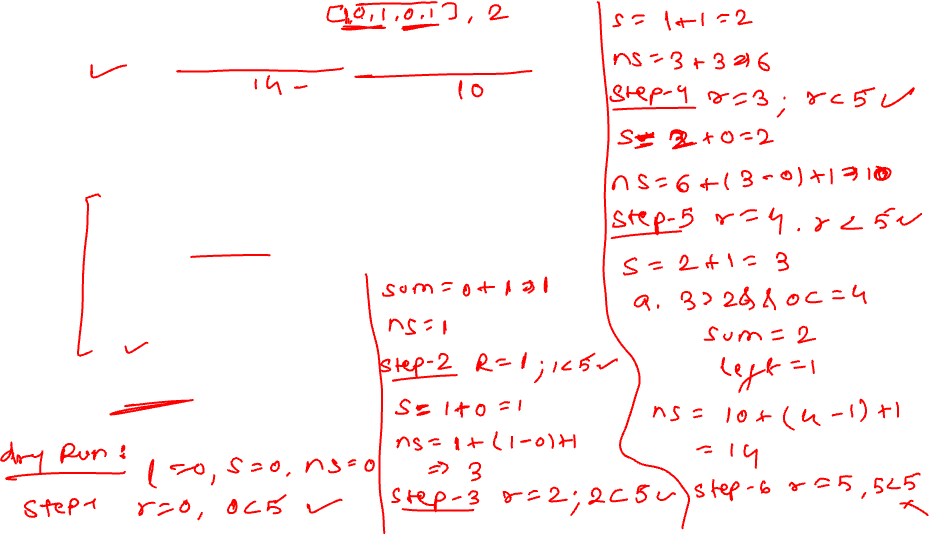 [1,0,1,0,1], 2
14 -
10
dry Run:
l=0, S=0, ns=0
Step-1 r=0, 0<5 ✓
sum=0+1⇒1
ns=1
Step-2 R=1; 1<5 ✓
S=1+0=1
ns=1+(1-0)+1
⇒ 3
Step-3 r=2; 2<5 ✓
S= 1+1=2
ns=3+3⇒6
Step-4 r=3; r<5 ✓
S= 2+0=2
ns=6+(3-0)+1⇒10
Step-5 r=4. r<5 ✓
S=2+1=3
a. 3>2&& 0<=4
sum=2
left=1
ns= 10+(4-1)+1
=14
Step-6 r=5, 5<5